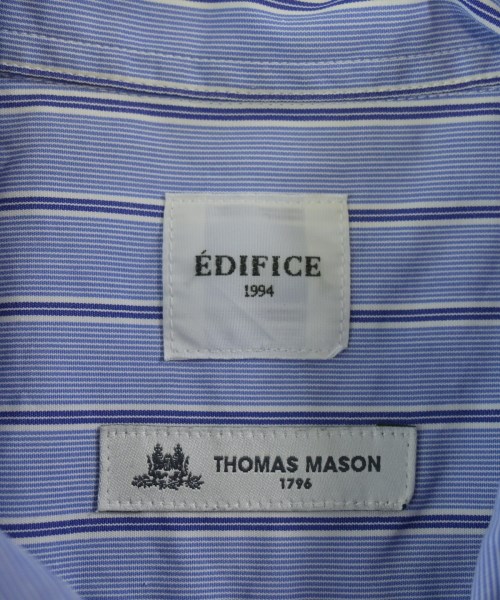 ÉDIFICE
1994
THOMAS MASON
1796